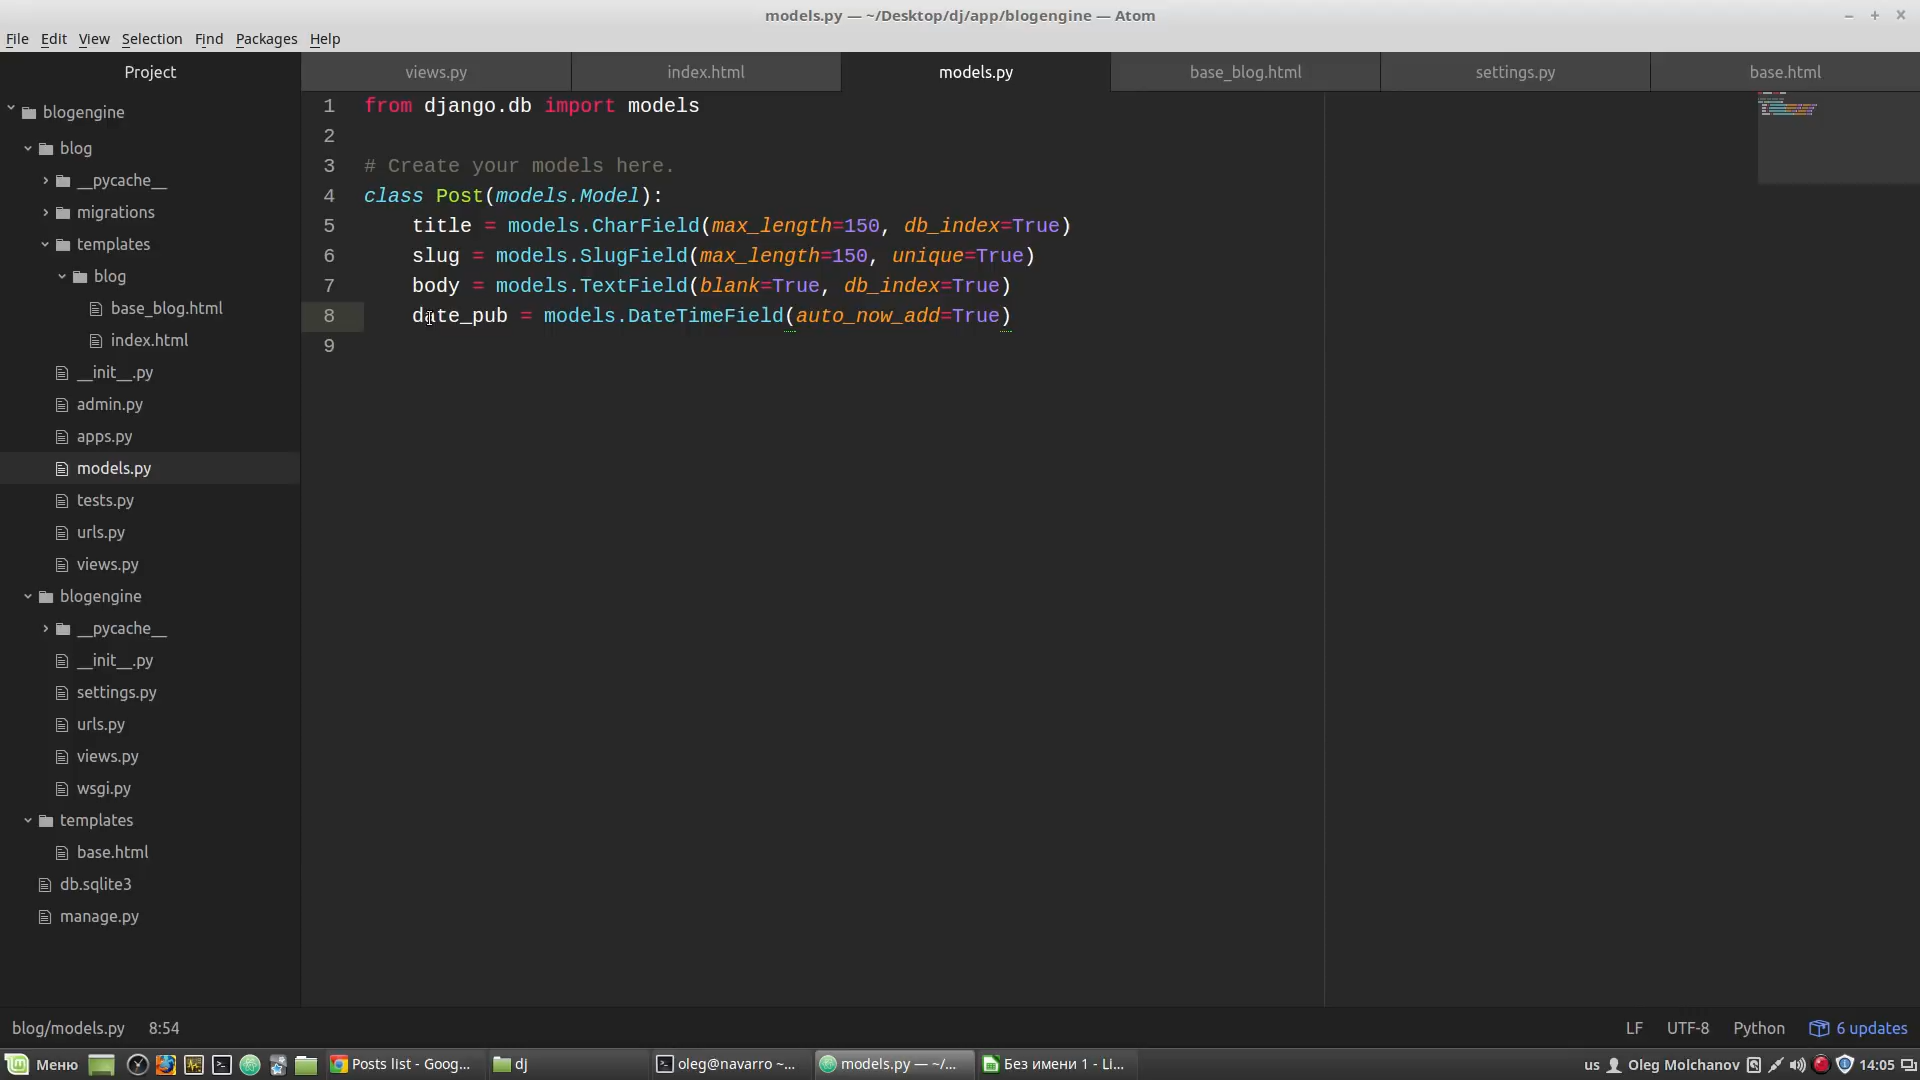 models.py — ~/Desktop/dj/app/blogengine — Atom
File Edit View Selection Find Packages Help
Project
views.py index.html models.py base_blog.html settings.py base.html
blogengine
blog
__pycache__
migrations
templates
blog
base_blog.html
index.html
__init__.py
admin.py
apps.py
models.py
tests.py
urls.py
views.py
blogengine
__pycache__
__init__.py
settings.py
urls.py
views.py
wsgi.py
templates
base.html
db.sqlite3
manage.py
1 from django.db import models
2
3 # Create your models here.
4 class Post(models.Model):
5 title = models.CharField(max_length=150, db_index=True)
6 slug = models.SlugField(max_length=150, unique=True)
7 body = models.TextField(blank=True, db_index=True)
8 date_pub = models.DateTimeField(auto_now_add=True)
9
blog/models.py 8:54 LF UTF-8 Python 6 updates
Меню Posts list - Goog... dj oleg@navarro ~... models.py — ~/... Без имени 1 - Li... us Oleg Molchanov 14:05